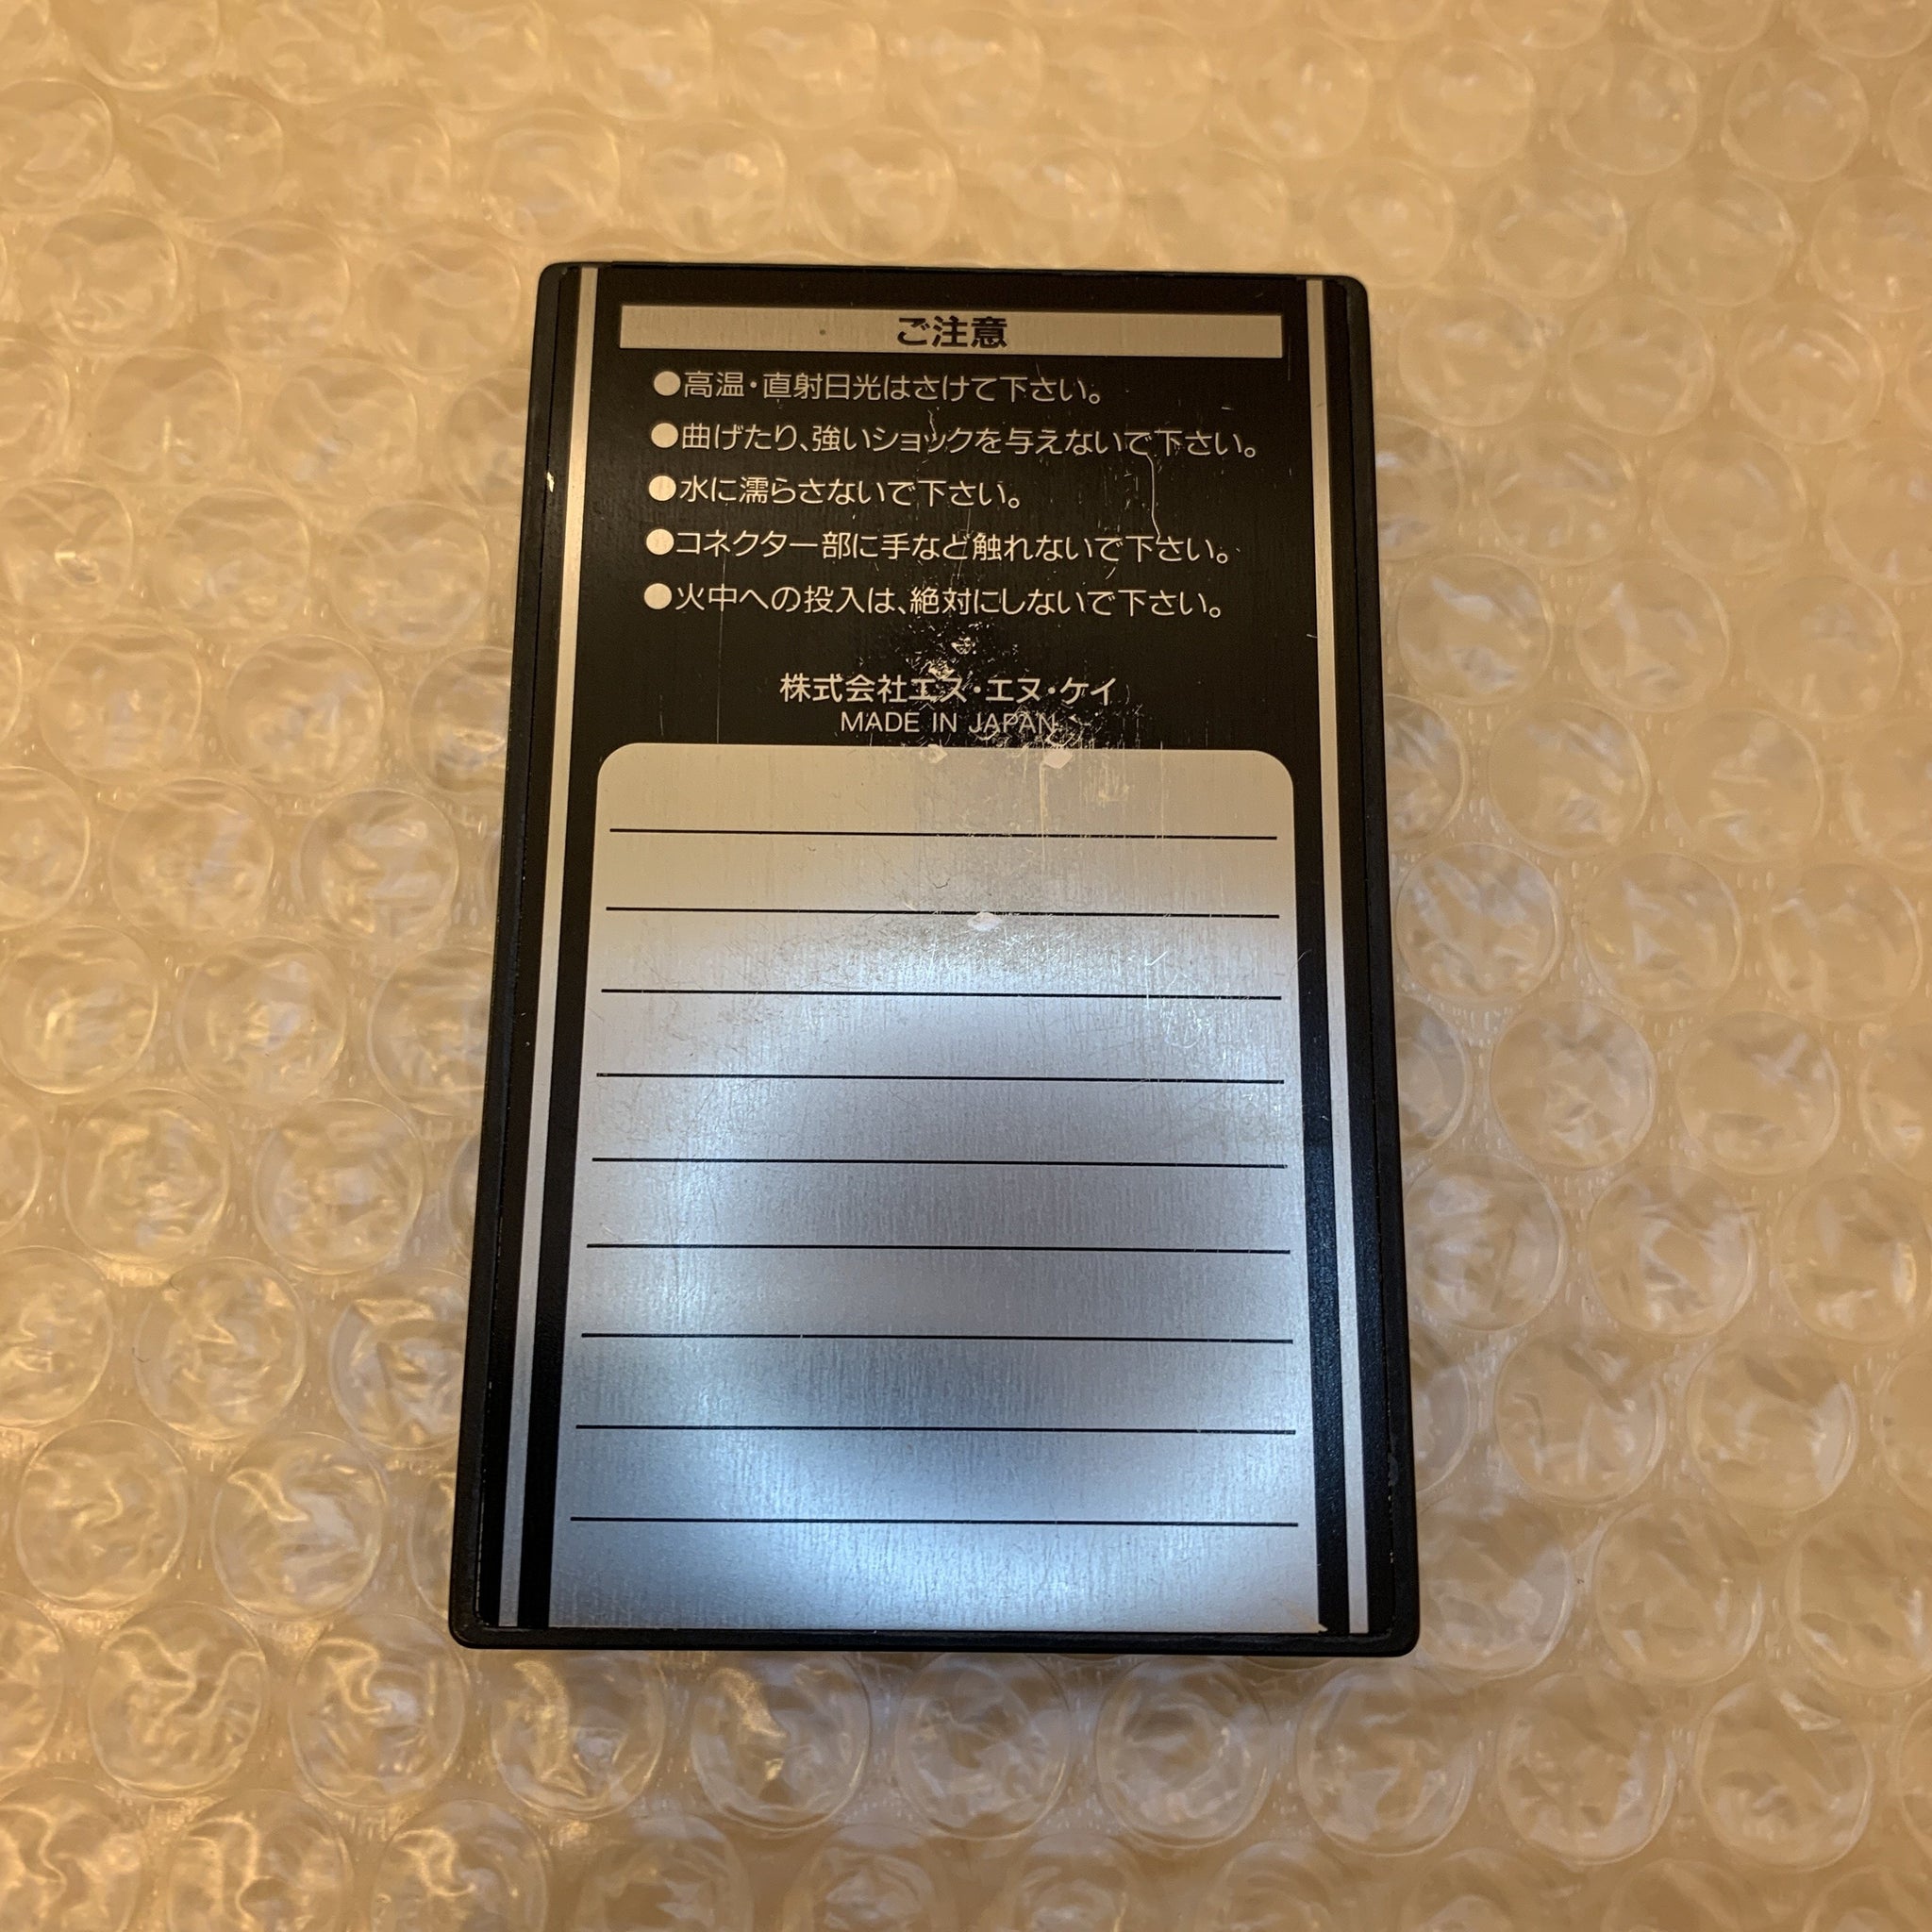 ご注意
●高温・直射日光はさけて下さい。
●曲げたり、強いショックを与えないで下さい。
●水に濡らさないで下さい。
●コネクター部に手など触れないで下さい。
●火中への投入は、絶対にしないで下さい。
株式会社エス・エヌ・ケイ
MADE IN JAPAN